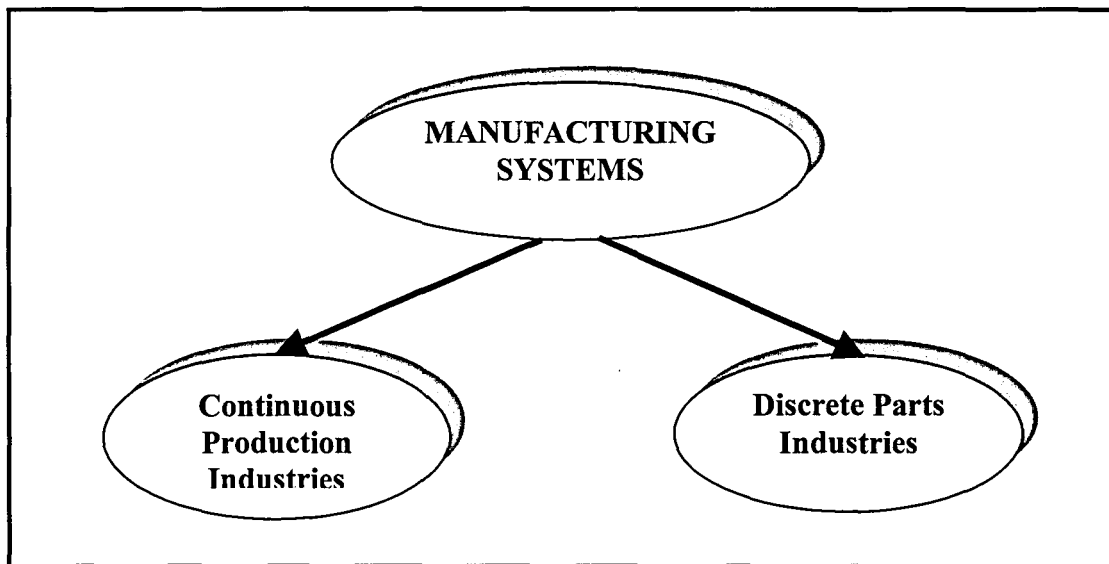 MANUFACTURING
SYSTEMS
Continuous
Production
Industries
Discrete Parts
Industries